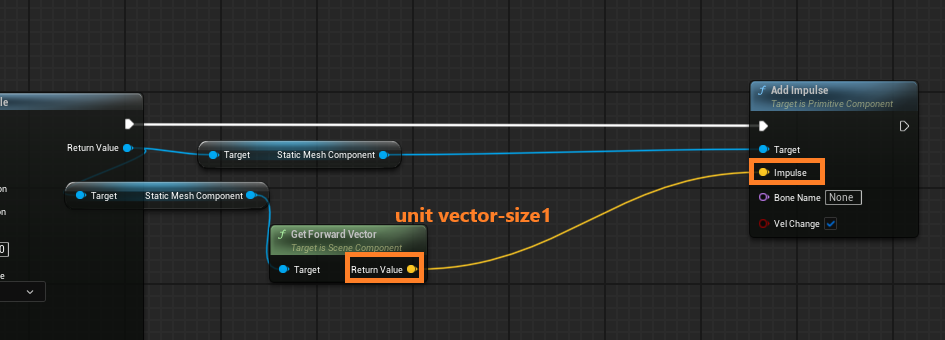 le
Return Value
on
on
0
e
Target
Static Mesh Component
Target
Static Mesh Component
unit vector-size1
Get Forward Vector
Target is Scene Component
Target
Return Value
Add Impulse
Target is Primitive Component
Target
Impulse
Bone Name
None
Vel Change